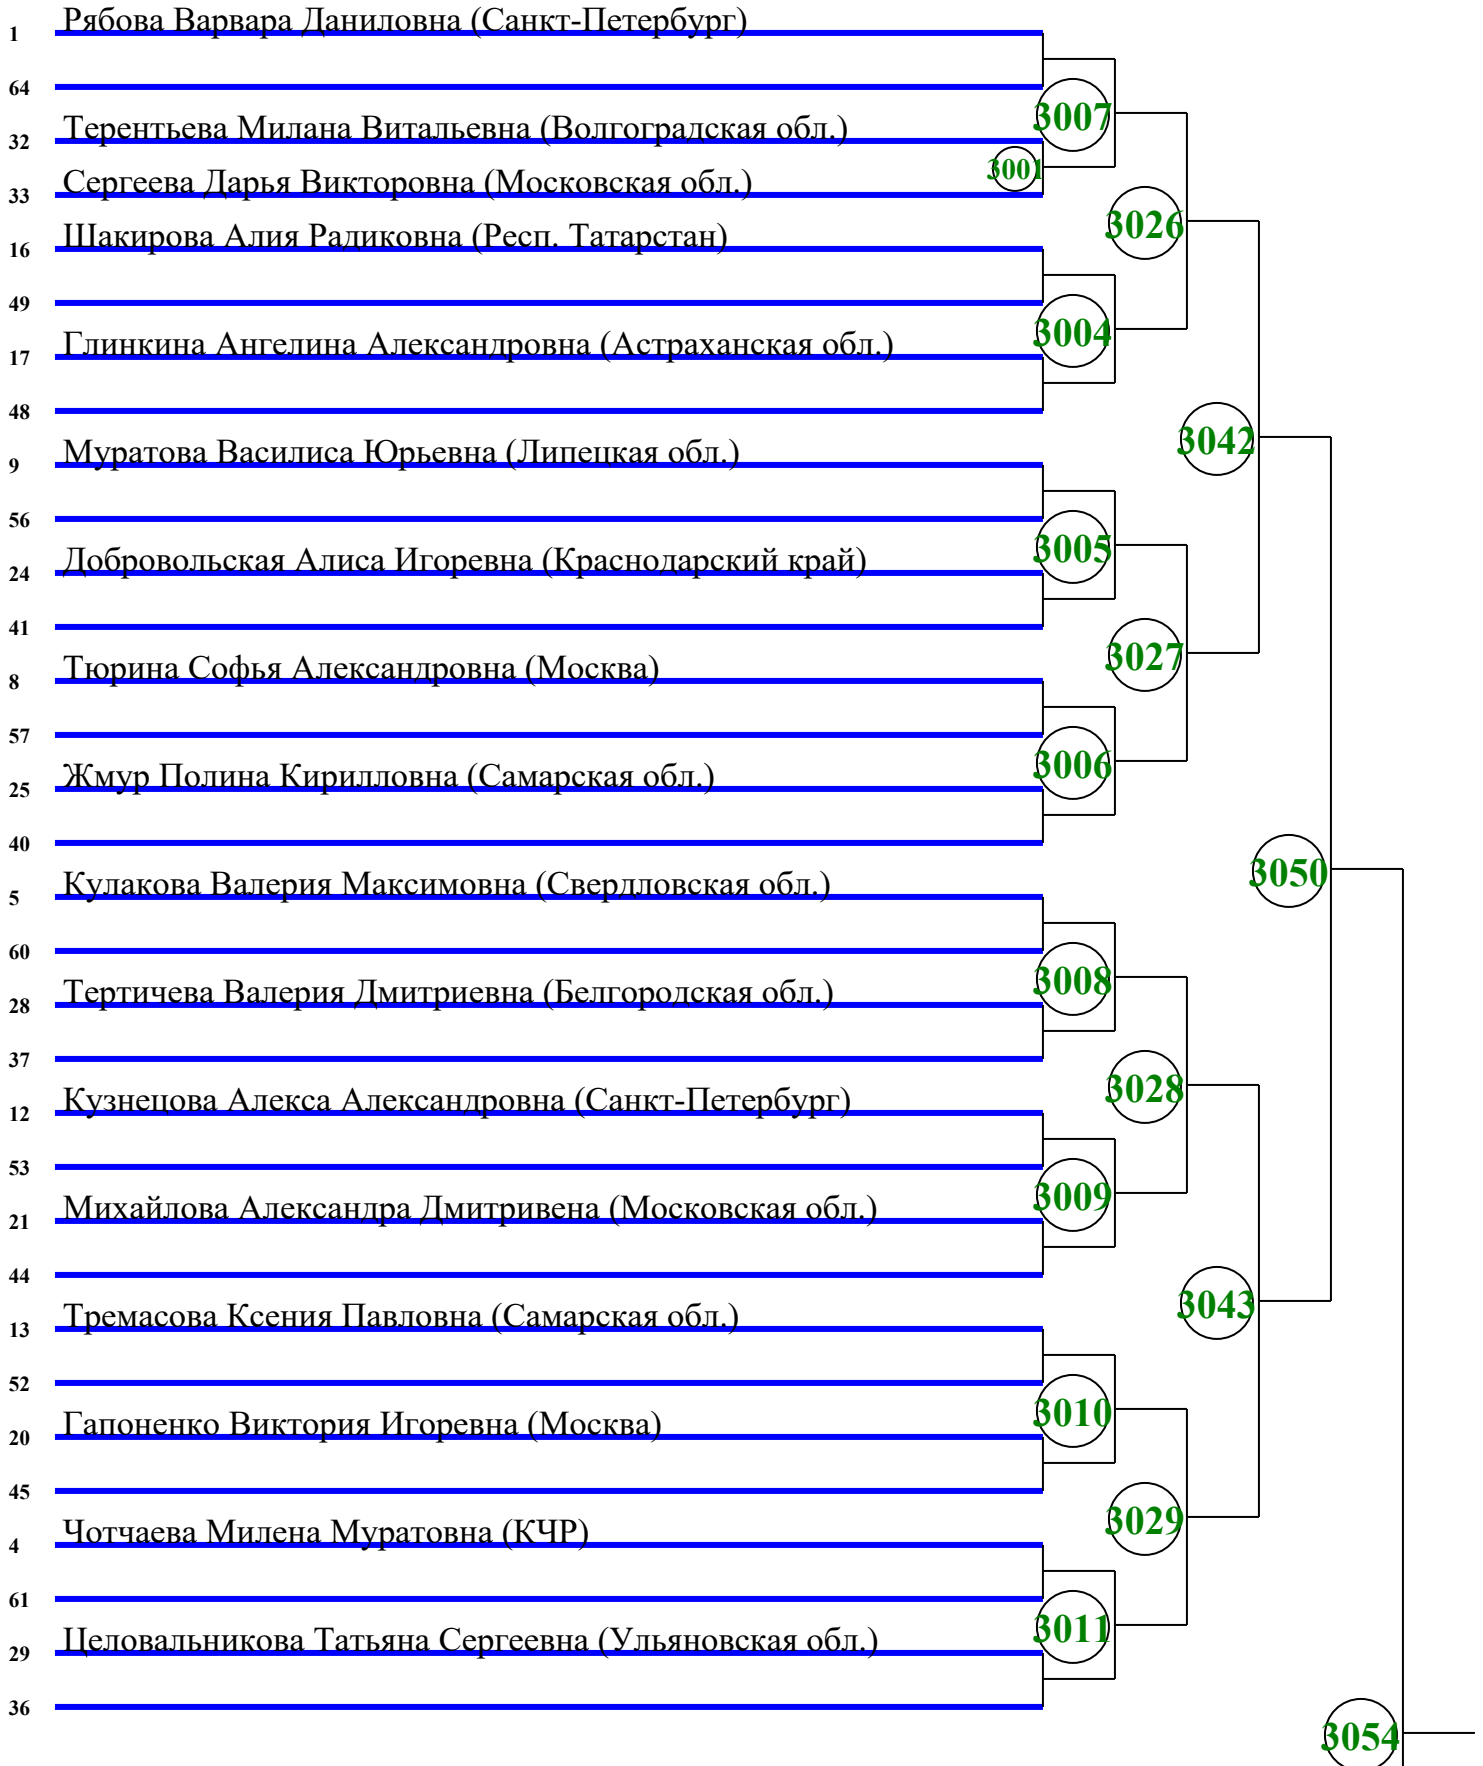 1 Рябова Варвара Даниловна (Санкт-Петербург)
64
3007
32 Терентьева Милана Витальевна (Волгоградская обл.)
3001
33 Сергеева Дарья Викторовна (Московская обл.)
3026
16 Шакирова Алия Радиковна (Респ. Татарстан)
49
3004
17 Глинкина Ангелина Александровна (Астраханская обл.)
48
3042
9 Муратова Василиса Юрьевна (Липецкая обл.)
56
3005
24 Добровольская Алиса Игоревна (Краснодарский край)
41
3027
8 Тюрина Софья Александровна (Москва)
57
3006
25 Жмур Полина Кирилловна (Самарская обл.)
40
3050
5 Кулакова Валерия Максимовна (Свердловская обл.)
60
3008
28 Тертичева Валерия Дмитриевна (Белгородская обл.)
37
3028
12 Кузнецова Алекса Александровна (Санкт-Петербург)
53
3009
21 Михайлова Александра Дмитривена (Московская обл.)
44
3043
13 Тремасова Ксения Павловна (Самарская обл.)
52
3010
20 Гапоненко Виктория Игоревна (Москва)
45
3029
4 Чотчаева Милена Муратовна (КЧР)
61
3011
29 Целовальникова Татьяна Сергеевна (Ульяновская обл.)
36
3054